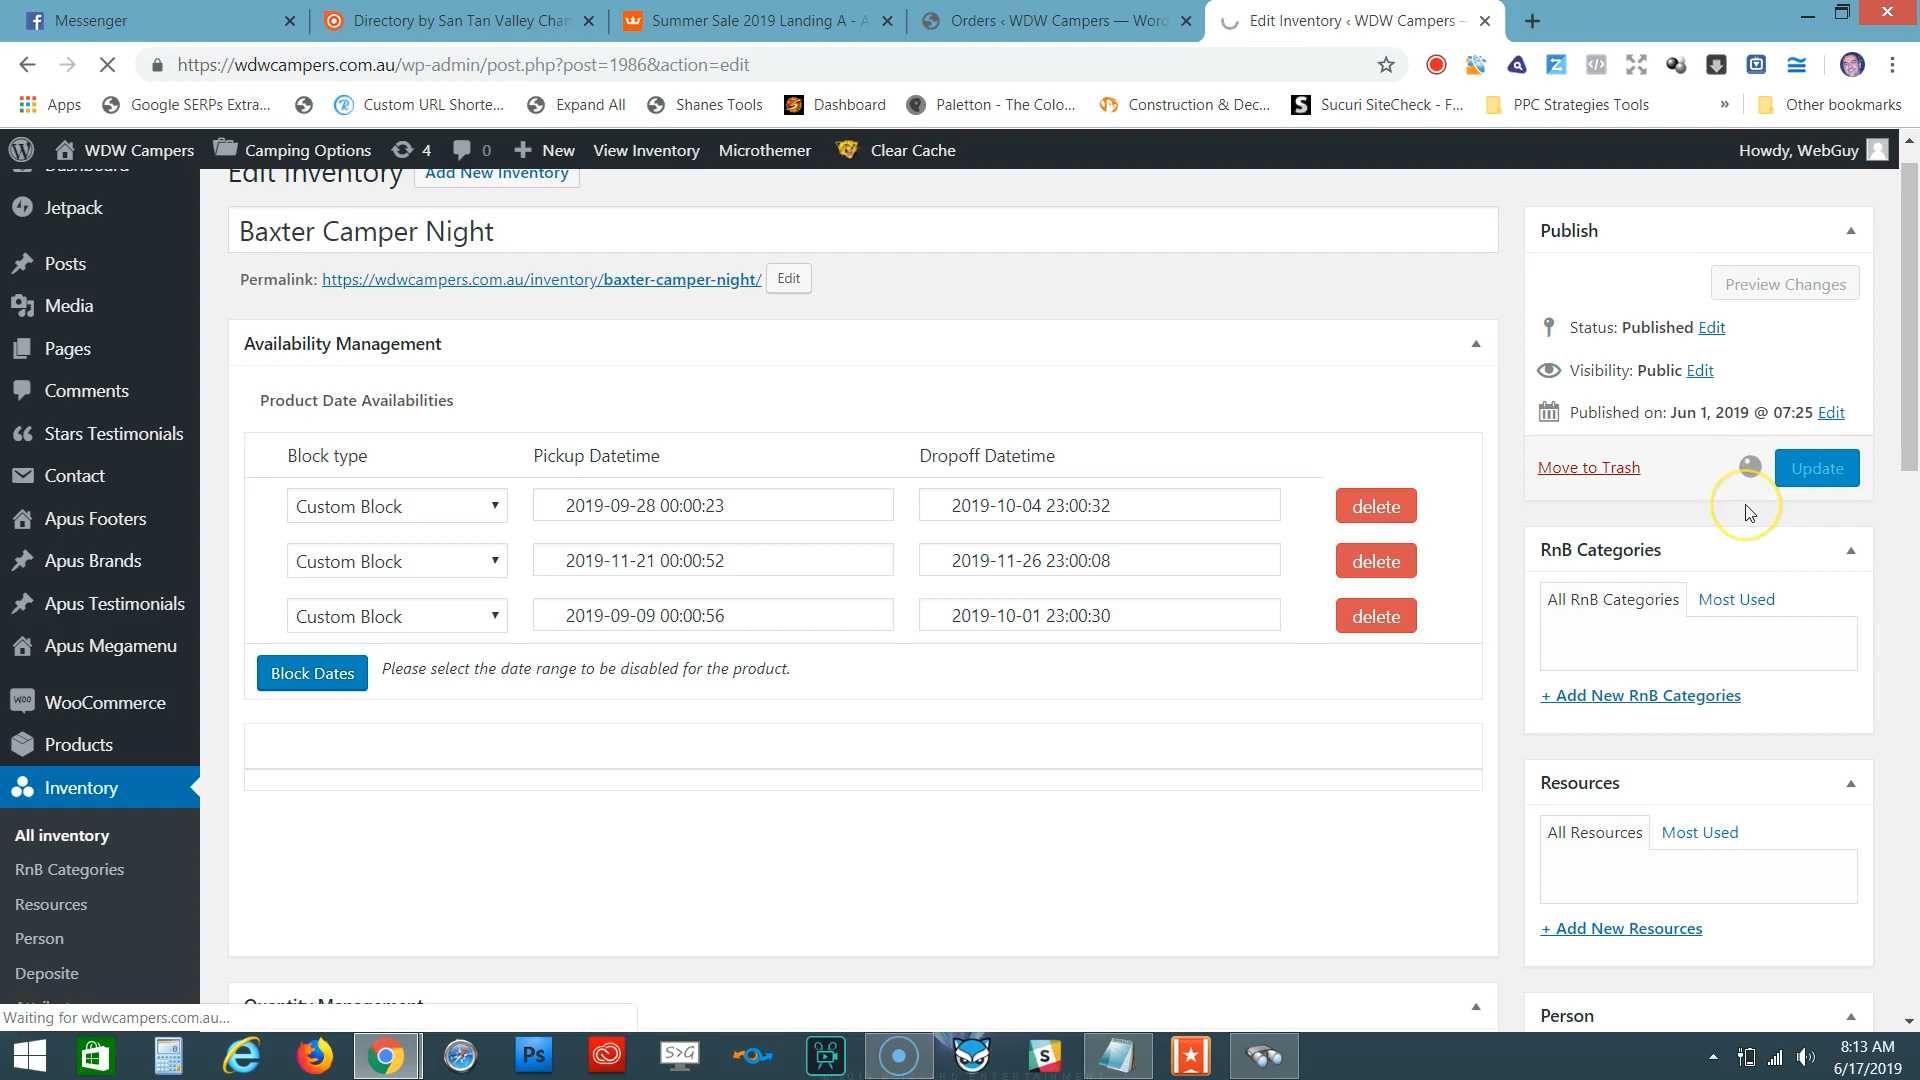 Messenger
Directory by San Tan Valley Chan
Summer Sale 2019 Landing A - A
Orders ‹ WDW Campers — Word
Edit Inventory ‹ WDW Campers —
https://wdwcampers.com.au/wp-admin/post.php?post=1986&action=edit
Apps
Google SERPs Extra...
Custom URL Shorte...
Expand All
Shanes Tools
Dashboard
Paletton - The Colo...
Construction & Dec...
Sucuri SiteCheck - F...
PPC Strategies Tools
»
Other bookmarks
WDW Campers
Camping Options
4
0
New
View Inventory
Microthemer
Clear Cache
Howdy, WebGuy
Jetpack
Posts
Media
Pages
Comments
Stars Testimonials
Contact
Apus Footers
Apus Brands
Apus Testimonials
Apus Megamenu
WooCommerce
Products
Inventory
All inventory
RnB Categories
Resources
Person
Deposite
Edit Inventory
Add New Inventory
Baxter Camper Night
Permalink: https://wdwcampers.com.au/inventory/baxter-camper-night/ Edit
Availability Management
Product Date Availabilities
Block type Pickup Datetime Dropoff Datetime
Custom Block 2019-09-28 00:00:23 2019-10-04 23:00:32 delete
Custom Block 2019-11-21 00:00:52 2019-11-26 23:00:08 delete
Custom Block 2019-09-09 00:00:56 2019-10-01 23:00:30 delete
Block Dates Please select the date range to be disabled for the product.
Quantity Management
Publish
Preview Changes
Status: Published Edit
Visibility: Public Edit
Published on: Jun 1, 2019 @ 07:25 Edit
Move to Trash
Update
RnB Categories
All RnB Categories Most Used
+ Add New RnB Categories
Resources
All Resources Most Used
+ Add New Resources
Person
Waiting for wdwcampers.com.au...
Ps
S>G
8:13 AM
6/17/2019